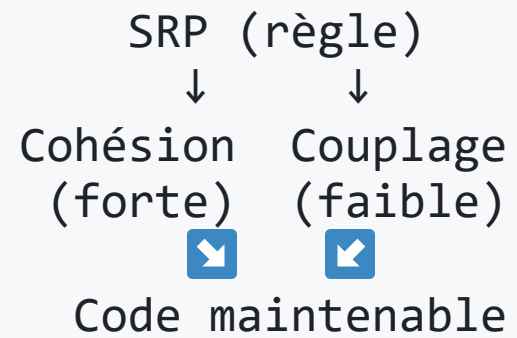 SRP (règle)
↓ ↓
Cohésion Couplage
(forte) (faible)
↘️ ↙️
Code maintenable